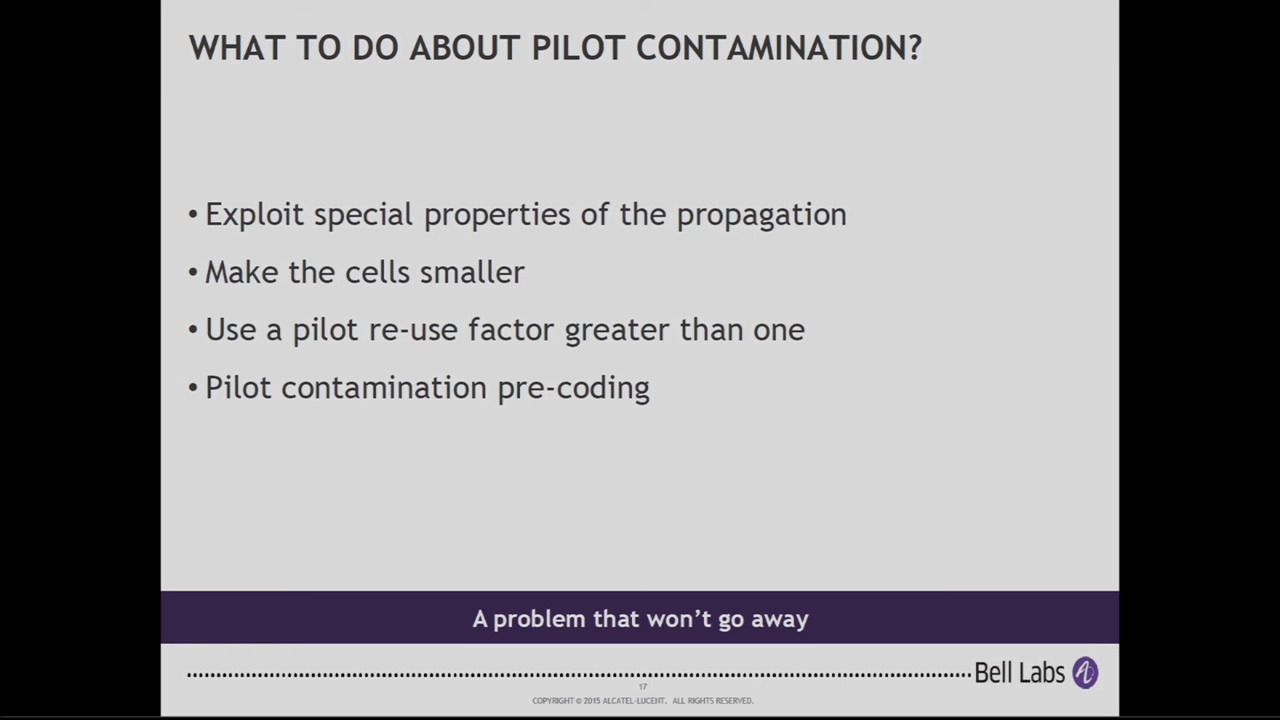 WHAT TO DO ABOUT PILOT CONTAMINATION?
• Exploit special properties of the propagation
• Make the cells smaller
• Use a pilot re-use factor greater than one
• Pilot contamination pre-coding
A problem that won’t go away
Bell Labs
17
COPYRIGHT © 2015 ALCATEL-LUCENT. ALL RIGHTS RESERVED.